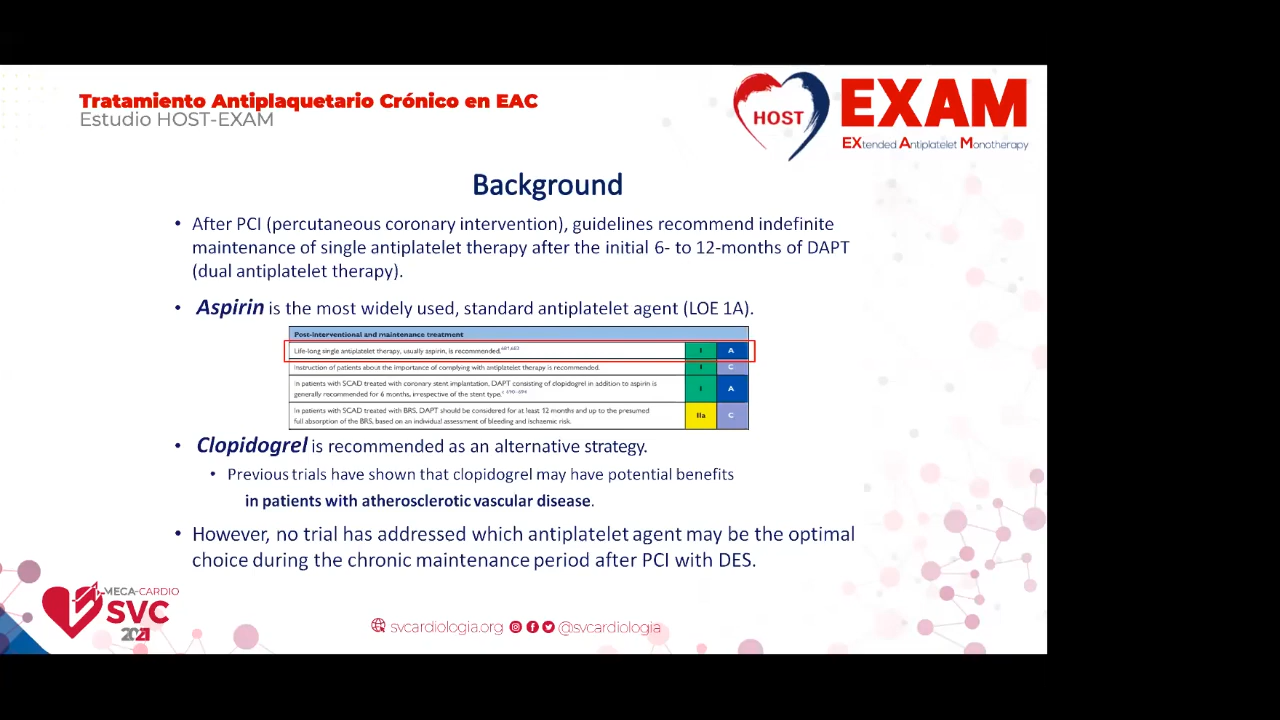 Tratamiento Antiplaquetario Crónico en EAC
Estudio HOST-EXAM
HOST
EXAM
EXtended Antiplatelet Monotherapy
Background
• After PCI (percutaneous coronary intervention), guidelines recommend indefinite
maintenance of single antiplatelet therapy after the initial 6- to 12-months of DAPT
(dual antiplatelet therapy).
• Aspirin is the most widely used, standard antiplatelet agent (LOE 1A).
Post-interventional and maintenance treatment
Life-long single antiplatelet therapy, usually aspirin, is recommended. I A
Instruction of patients about the importance of complying with antiplatelet therapy is recommended. I C
In patients with SCAD treated with coronary stent implantation, DAPT consisting of clopidogrel in addition to aspirin is
generally recommended for 6 months, irrespective of the stent type. I A
In patients with SCAD treated with BRS, DAPT should be considered for at least 12 months and up to the presumed
full absorption of the BRS, based on an individual assessment of bleeding and ischaemic risk. IIa C
• Clopidogrel is recommended as an alternative strategy.
• Previous trials have shown that clopidogrel may have potential benefits
in patients with atherosclerotic vascular disease.
• However, no trial has addressed which antiplatelet agent may be the optimal
choice during the chronic maintenance period after PCI with DES.
MECA-CARDIO
SVC
2021
svcardiologia.org @svcardiologia